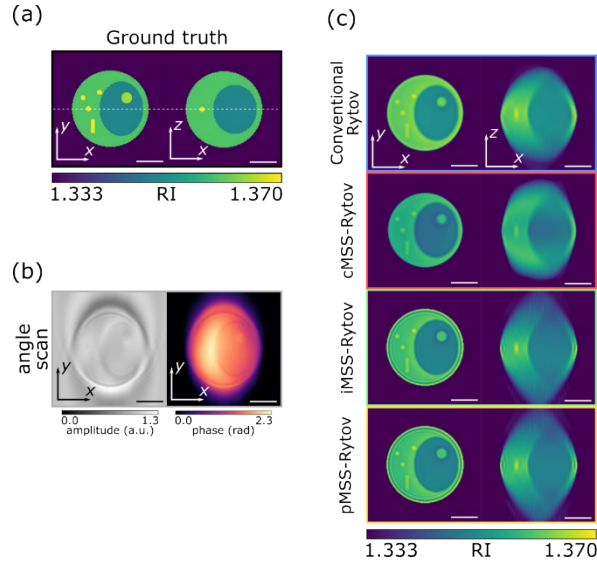 (a)
Ground truth
y
x
z
x
1.333 RI 1.370
(b)
angle
scan
y
x
y
x
0.0 1.3
amplitude (a.u.)
0.0 2.3
phase (rad)
(c)
Conventional
Rytov
y
x
z
x
cMSS-Rytov
iMSS-Rytov
pMSS-Rytov
1.333 RI 1.370